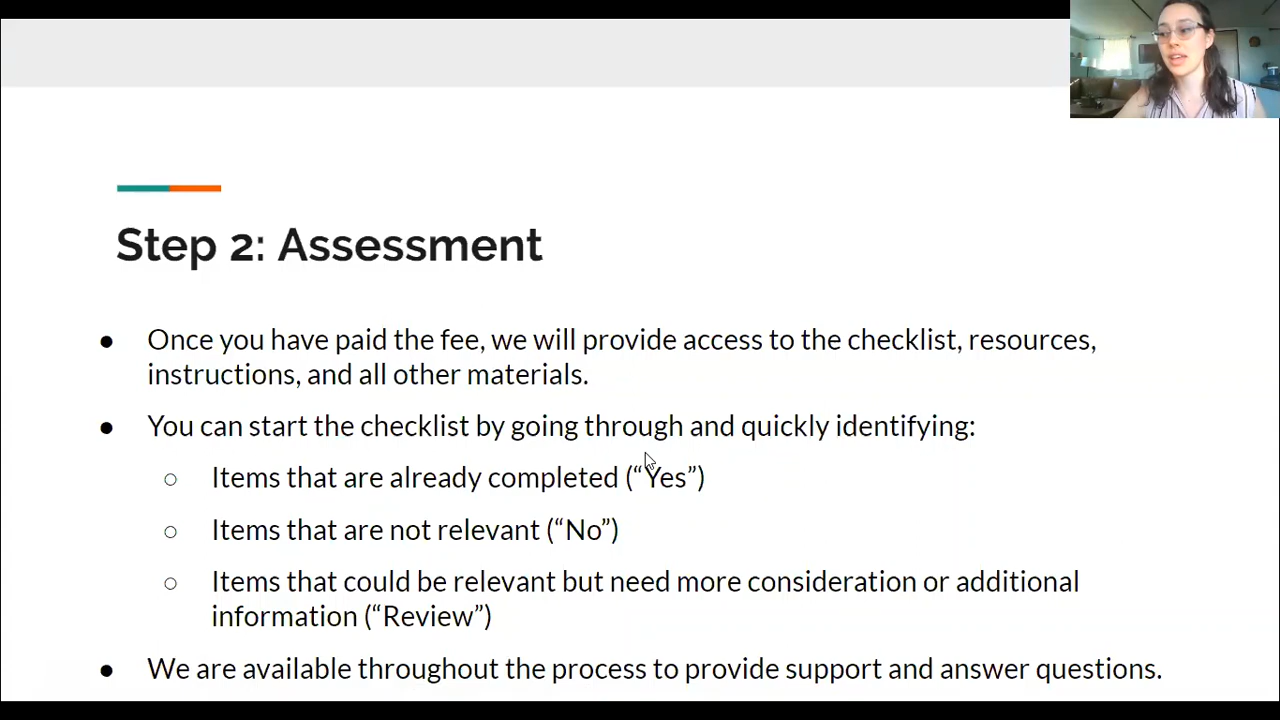 Step 2: Assessment
● Once you have paid the fee, we will provide access to the checklist, resources,
instructions, and all other materials.
● You can start the checklist by going through and quickly identifying:
○ Items that are already completed (“Yes”)
○ Items that are not relevant (“No”)
○ Items that could be relevant but need more consideration or additional
information (“Review”)
● We are available throughout the process to provide support and answer questions.